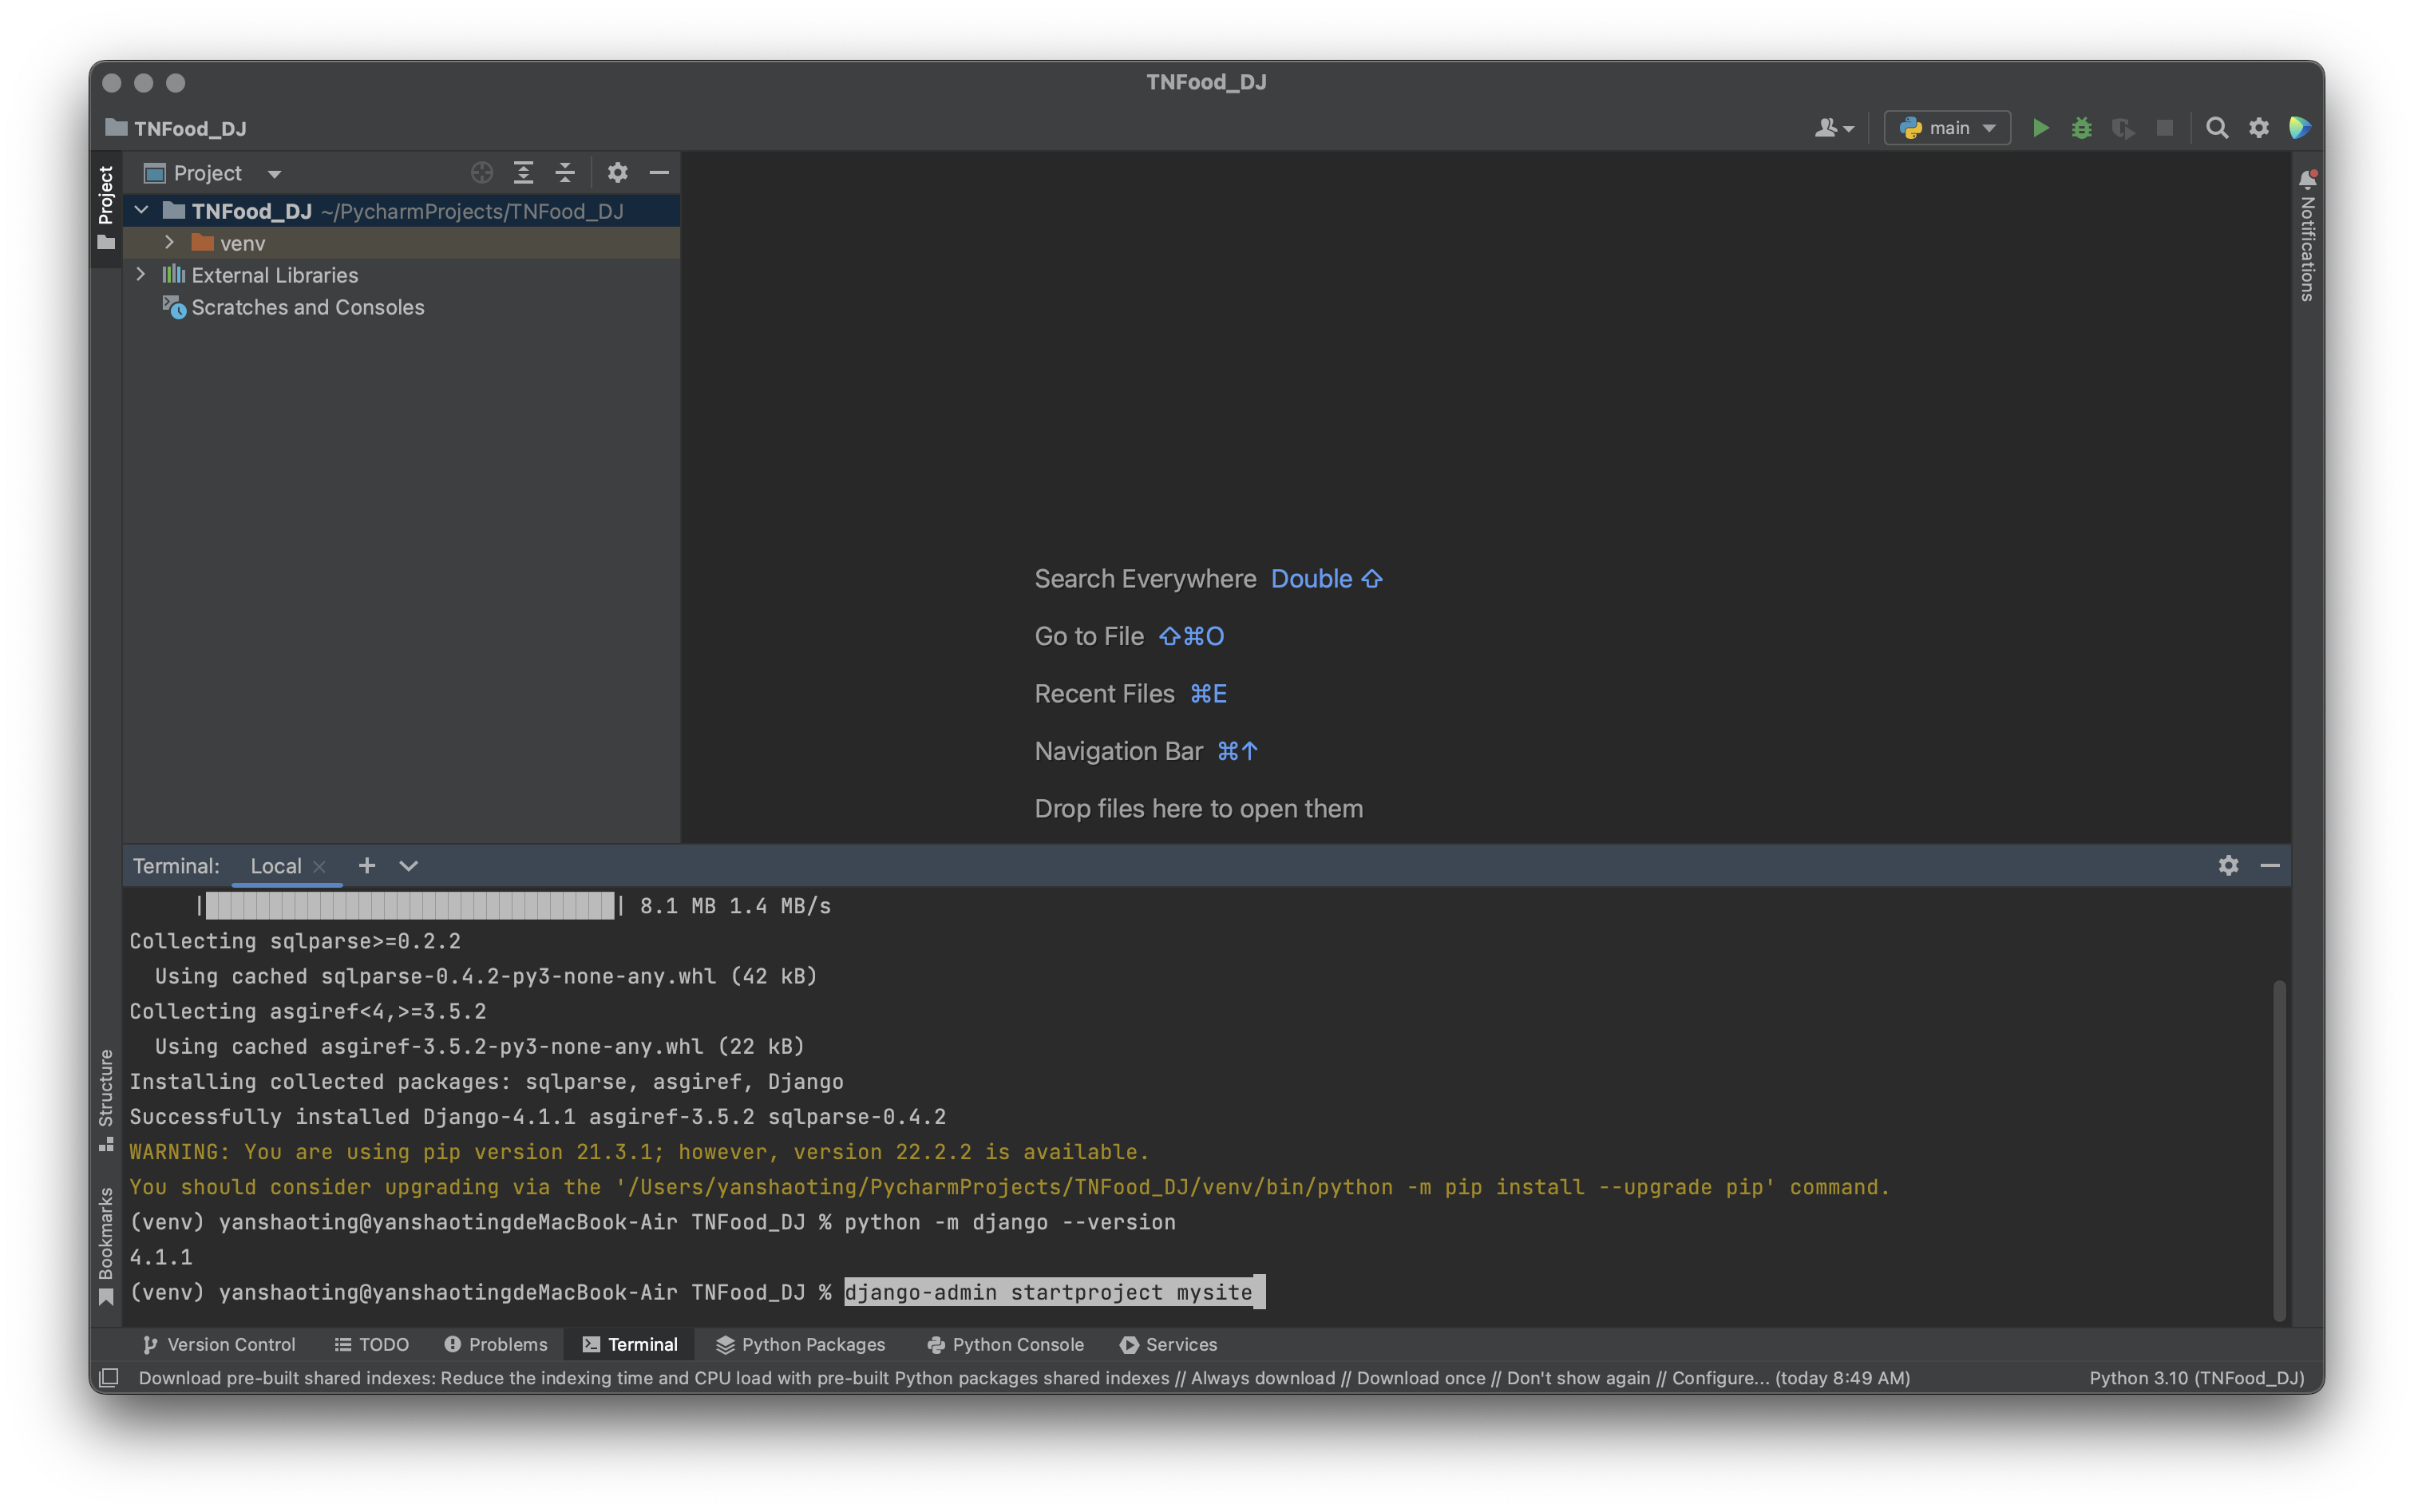 TNFood_DJ
TNFood_DJ
main
Project
Project
TNFood_DJ ~/PycharmProjects/TNFood_DJ
venv
External Libraries
Scratches and Consoles
Notifications
Search Everywhere Double ⇧
Go to File ⇧⌘O
Recent Files ⌘E
Navigation Bar ⌘↑
Drop files here to open them
Terminal: Local
| 8.1 MB 1.4 MB/s
Collecting sqlparse>=0.2.2
Using cached sqlparse-0.4.2-py3-none-any.whl (42 kB)
Collecting asgiref<4,>=3.5.2
Using cached asgiref-3.5.2-py3-none-any.whl (22 kB)
Installing collected packages: sqlparse, asgiref, Django
Successfully installed Django-4.1.1 asgiref-3.5.2 sqlparse-0.4.2
WARNING: You are using pip version 21.3.1; however, version 22.2.2 is available.
You should consider upgrading via the '/Users/yanshaoting/PycharmProjects/TNFood_DJ/venv/bin/python -m pip install --upgrade pip' command.
(venv) yanshaoting@yanshaotingdeMacBook-Air TNFood_DJ % python -m django --version
4.1.1
(venv) yanshaoting@yanshaotingdeMacBook-Air TNFood_DJ % django-admin startproject mysite
Structure
Bookmarks
Version Control TODO Problems Terminal Python Packages Python Console Services
Download pre-built shared indexes: Reduce the indexing time and CPU load with pre-built Python packages shared indexes // Always download // Download once // Don't show again // Configure... (today 8:49 AM) Python 3.10 (TNFood_DJ)